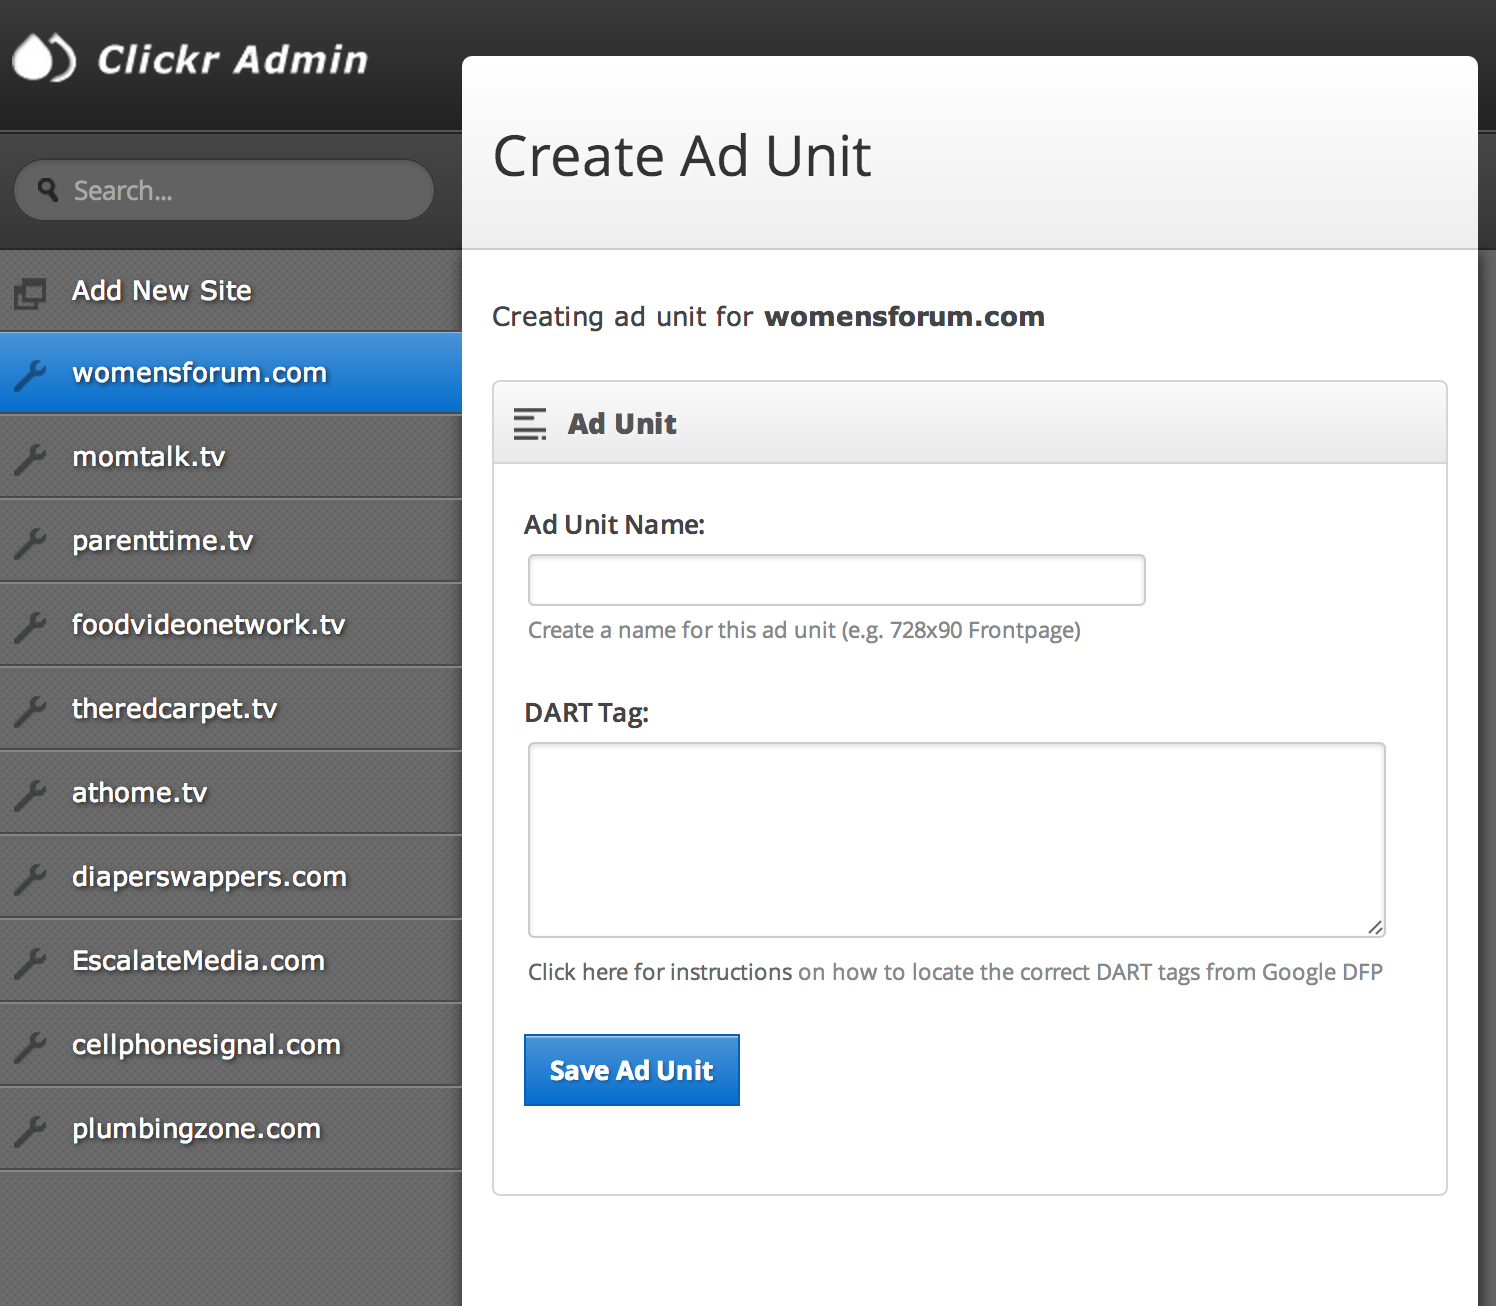 Clickr Admin
Search...
Add New Site
womensforum.com
momtalk.tv
parenttime.tv
foodvideonetwork.tv
theredcarpet.tv
athome.tv
diaperswappers.com
EscalateMedia.com
cellphonesignal.com
plumbingzone.com
Create Ad Unit
Creating ad unit for womensforum.com
Ad Unit
Ad Unit Name:
Create a name for this ad unit (e.g. 728x90 Frontpage)
DART Tag:
Click here for instructions on how to locate the correct DART tags from Google DFP
Save Ad Unit